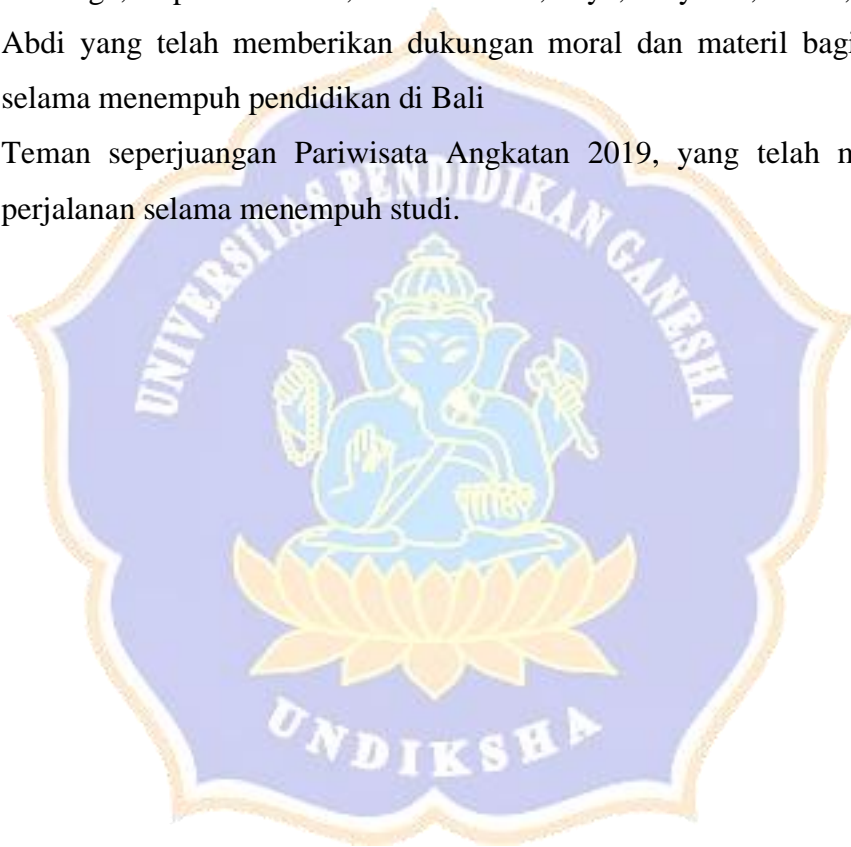 Abdi yang telah memberikan dukungan moral dan materil bagi
selama menempuh pendidikan di Bali
Teman seperjuangan Pariwisata Angkatan 2019, yang telah
perjalanan selama menempuh studi.
UNIVERSITAS PENDIDIKAN GANESHA
UNDIKSHA